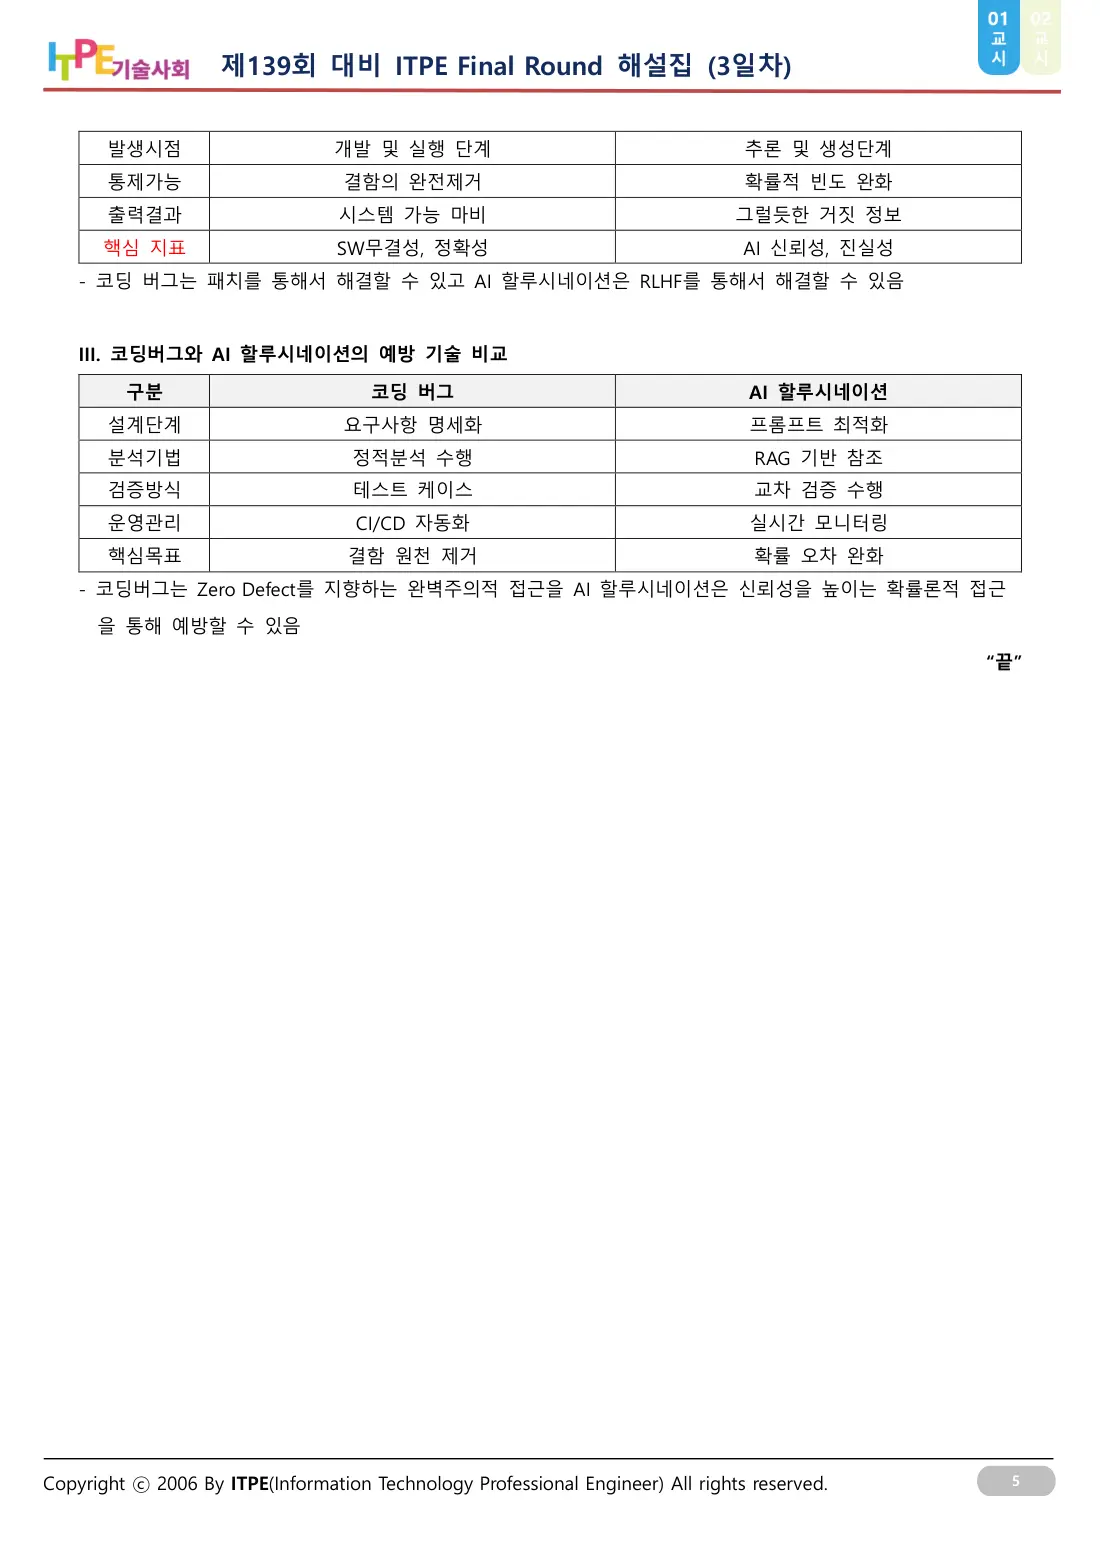 01 02
교 교
시 시
ITPE기술사회 제139회 대비 ITPE Final Round 해설집 (3일차)
발생시점 개발 및 실행 단계 추론 및 생성단계
통제가능 결함의 완전제거 확률적 빈도 완화
출력결과 시스템 가능 마비 그럴듯한 거짓 정보
핵심 지표 SW무결성, 정확성 AI 신뢰성, 진실성
- 코딩 버그는 패치를 통해서 해결할 수 있고 AI 할루시네이션은 RLHF를 통해서 해결할 수 있음
III. 코딩버그와 AI 할루시네이션의 예방 기술 비교
구분 코딩 버그 AI 할루시네이션
설계단계 요구사항 명세화 프롬프트 최적화
분석기법 정적분석 수행 RAG 기반 참조
검증방식 테스트 케이스 교차 검증 수행
운영관리 CI/CD 자동화 실시간 모니터링
핵심목표 결함 원천 제거 확률 오차 완화
- 코딩버그는 Zero Defect를 지향하는 완벽주의적 접근을 AI 할루시네이션은 신뢰성을 높이는 확률론적 접근
을 통해 예방할 수 있음
“끝”
Copyright ⓒ 2006 By ITPE(Information Technology Professional Engineer) All rights reserved. 5